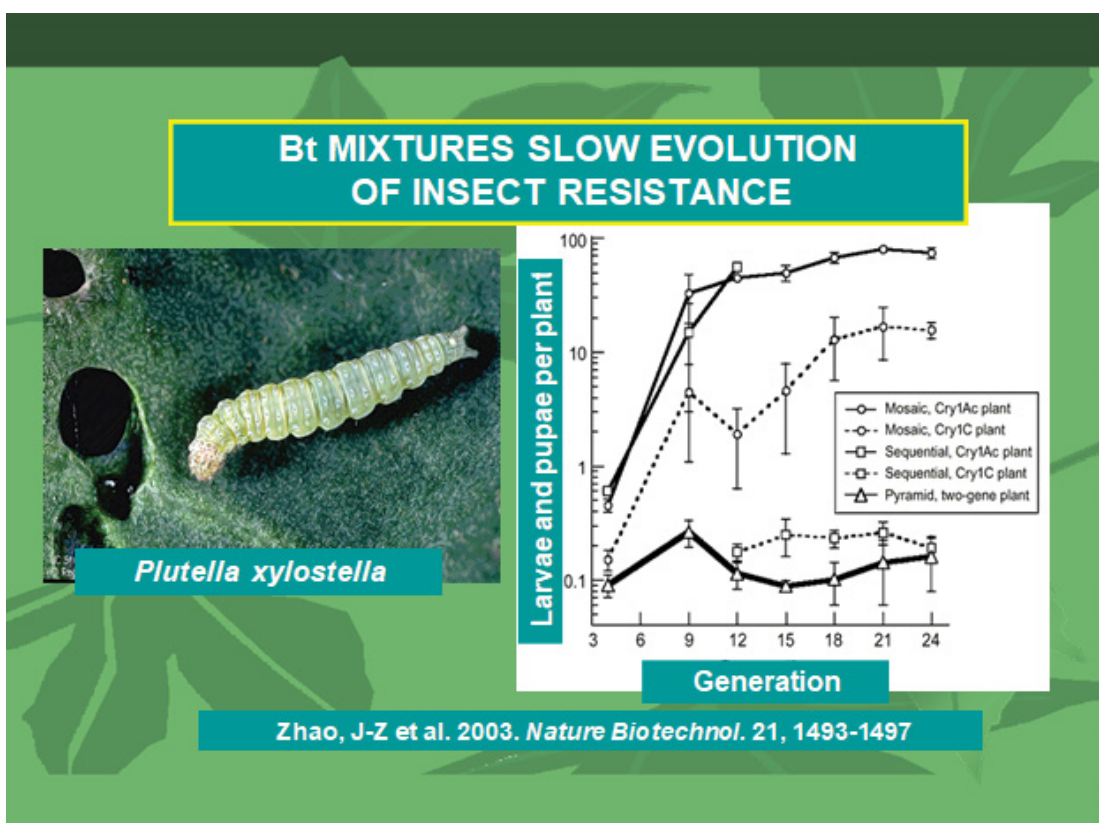 Bt MIXTURES SLOW EVOLUTION
OF INSECT RESISTANCE
Plutella xylostella
Larvae and pupae per plant
100
10
1
0.1
3 6 9 12 15 18 21 24
Mosaic, Cry1Ac plant
Mosaic, Cry1C plant
Sequential, Cry1Ac plant
Sequential, Cry1C plant
Pyramid, two-gene plant
Generation
Zhao, J-Z et al. 2003. Nature Biotechnol. 21, 1493-1497